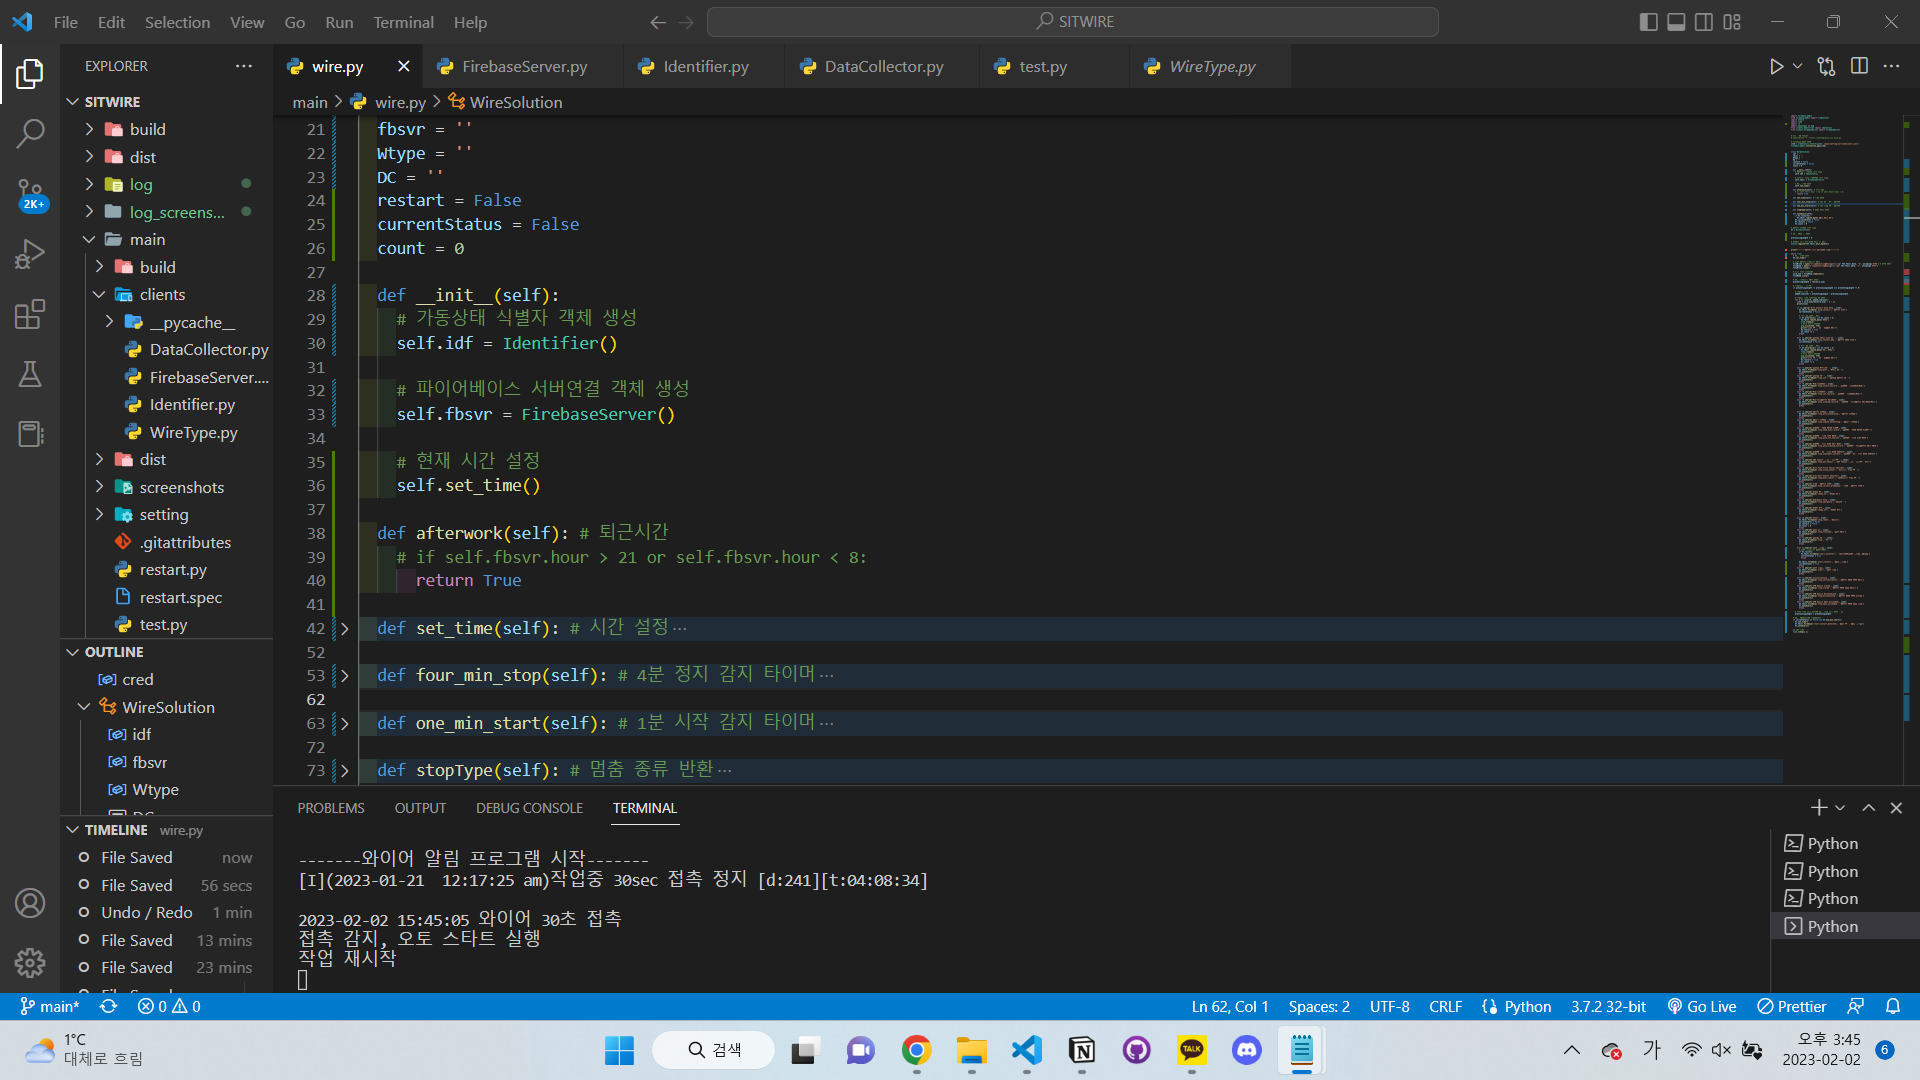 File Edit Selection View Go Run Terminal Help
SITWIRE
EXPLORER
wire.py
FirebaseServer.py
Identifier.py
DataCollector.py
test.py
WireType.py
main > wire.py > WireSolution
SITWIRE
build
dist
log
log_screens...
main
build
clients
__pycache__
DataCollector.py
FirebaseServer....
Identifier.py
WireType.py
dist
screenshots
setting
.gitattributes
restart.py
restart.spec
test.py
2K+
OUTLINE
cred
WireSolution
idf
fbsvr
Wtype
TIMELINE wire.py
File Saved now
File Saved 56 secs
Undo / Redo 1 min
File Saved 13 mins
File Saved 23 mins
21 fbsvr = ''
22 Wtype = ''
23 DC = ''
24 restart = False
25 currentStatus = False
26 count = 0
27
28 def __init__(self):
29 # 가동상태 식별자 객체 생성
30 self.idf = Identifier()
31
32 # 파이어베이스 서버연결 객체 생성
33 self.fbsvr = FirebaseServer()
34
35 # 현재 시간 설정
36 self.set_time()
37
38 def afterwork(self): # 퇴근시간
39 # if self.fbsvr.hour > 21 or self.fbsvr.hour < 8:
40 return True
41
42 def set_time(self): # 시간 설정···
52
53 def four_min_stop(self): # 4분 정지 감지 타이머···
62
63 def one_min_start(self): # 1분 시작 감지 타이머···
72
73 def stopType(self): # 멈춤 종류 반환···
PROBLEMS OUTPUT DEBUG CONSOLE TERMINAL
-------와이어 알림 프로그램 시작-------
[I](2023-01-21  12:17:25 am)작업중 30sec 접촉 정지 [d:241][t:04:08:34]
2023-02-02 15:45:05 와이어 30초 접촉
접촉 감지, 오토 스타트 실행
작업 재시작
Python
Python
Python
Python
main* 0 0
Ln 62, Col 1 Spaces: 2 UTF-8 CRLF Python 3.7.2 32-bit Go Live Prettier
1°C
대체로 흐림
검색
TALK
가
오후 3:45
2023-02-02
6